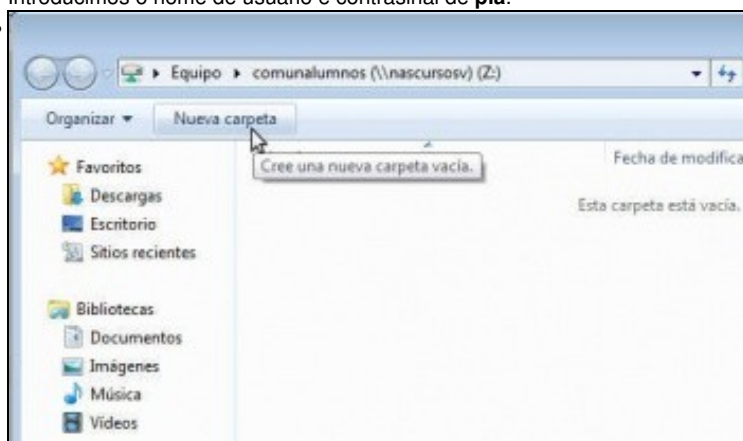 introducimos o nome de usuario e contrasinal de pia.
Equipo ▸ comunalumnos (\\nascursosv) (Z:)
Organizar ▾ Nueva carpeta
Cree una nueva carpeta vacía.
Fecha de modifica
Esta carpeta está vacía.
Favoritos
Descargas
Escritorio
Sitios recientes
Bibliotecas
Documentos
Imágenes
Música
Vídeos